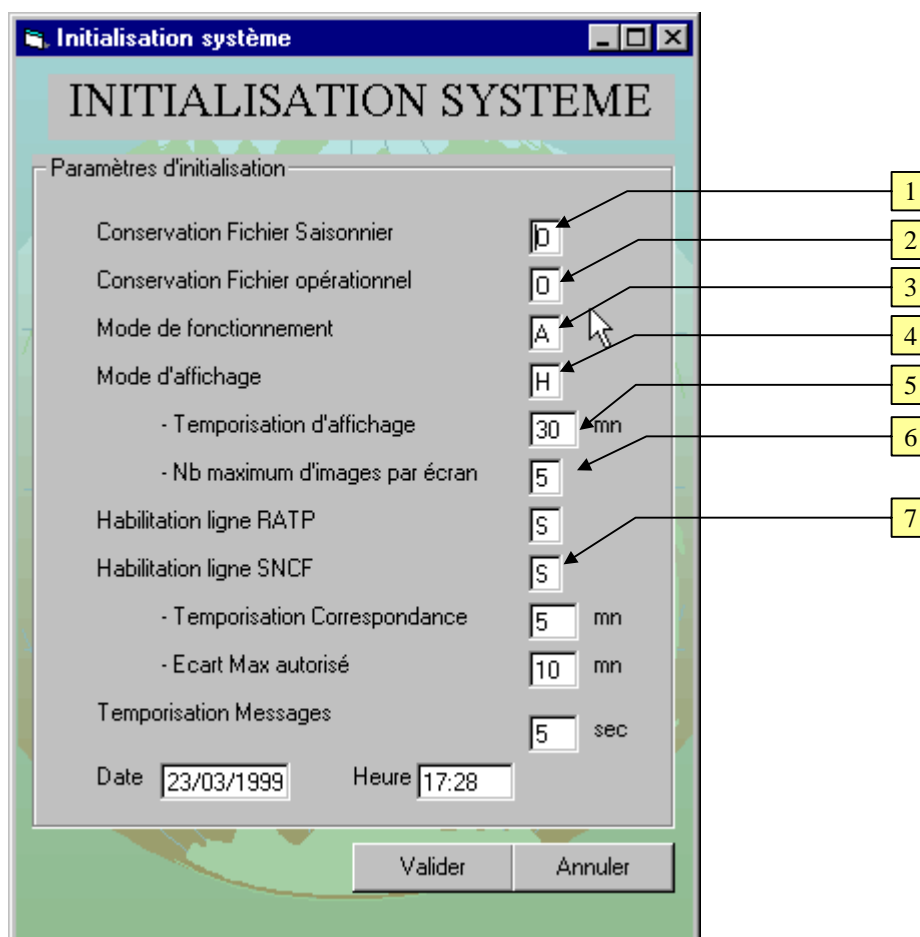 Initialisation système
INITIALISATION SYSTEME
Paramètres d'initialisation
1
Conservation Fichier Saisonnier O
2
Conservation Fichier opérationnel O
3
Mode de fonctionnement A
4
Mode d'affichage H
5
- Temporisation d'affichage 30 mn
6
- Nb maximum d'images par écran 5
Habilitation ligne RATP S
7
Habilitation ligne SNCF S
- Temporisation Correspondance 5 mn
- Ecart Max autorisé 10 mn
Temporisation Messages 5 sec
Date 23/03/1999 Heure 17:28
Valider Annuler